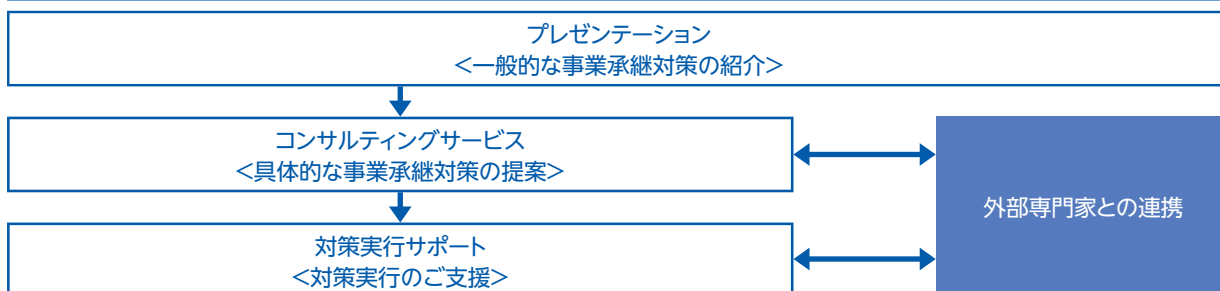 プレゼンテーション
＜一般的な事業承継対策の紹介＞
コンサルティングサービス
＜具体的な事業承継対策の提案＞
外部専門家との連携
対策実行サポート
＜対策実行のご支援＞